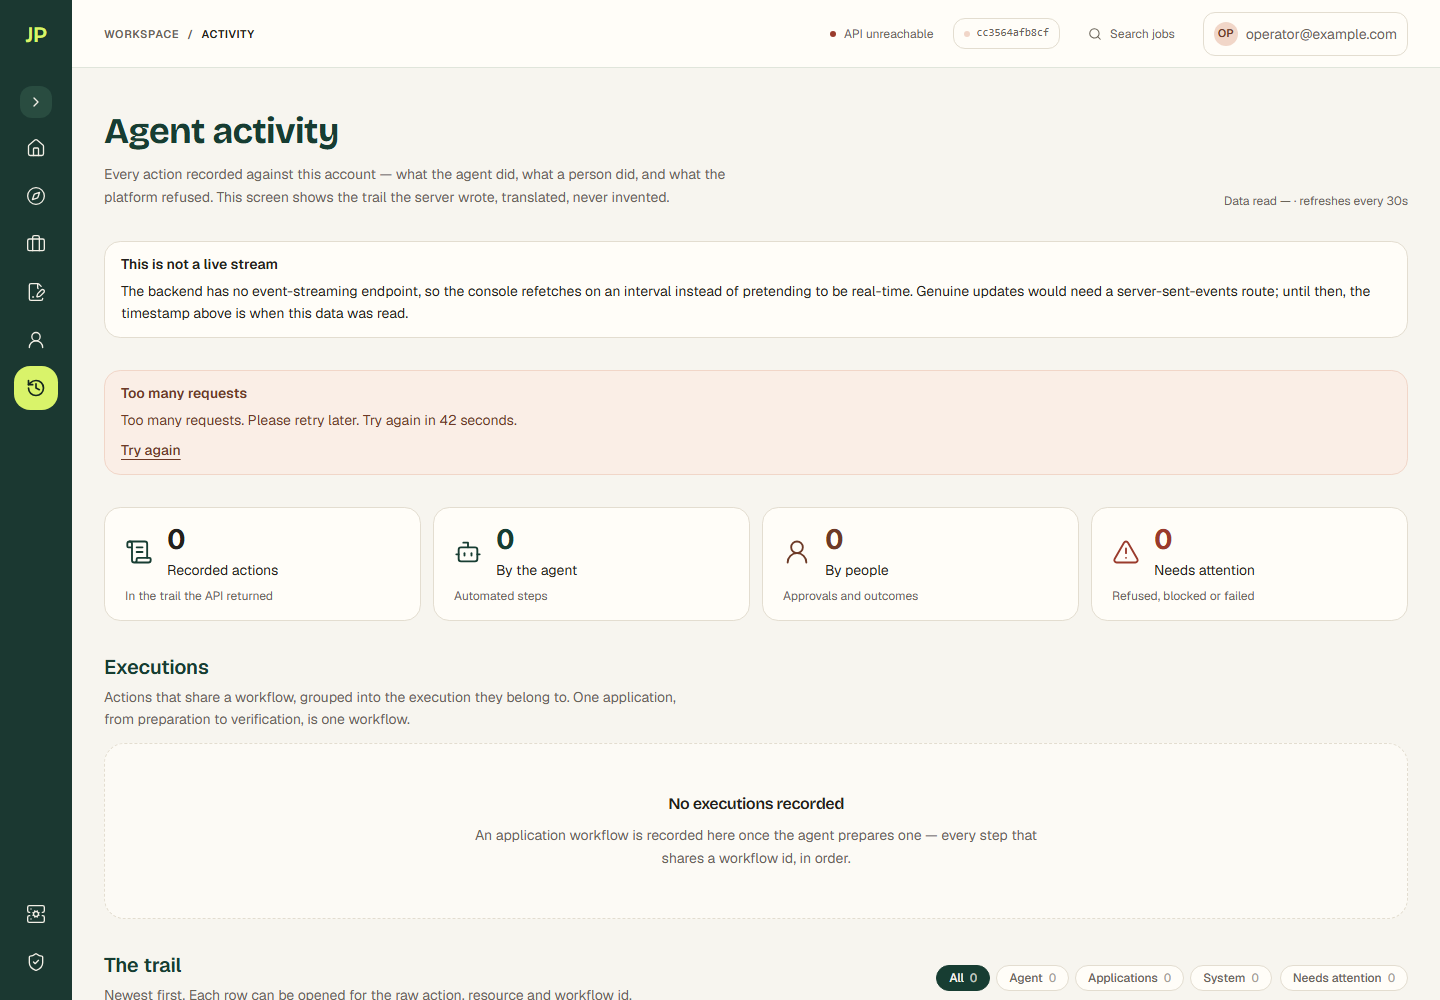 JP
WORKSPACE / ACTIVITY
API unreachable
cc3564afb8cf
Search jobs
OP
operator@example.com
Agent activity
Every action recorded against this account — what the agent did, what a person did, and what the
platform refused. This screen shows the trail the server wrote, translated, never invented.
Data read — · refreshes every 30s
This is not a live stream
The backend has no event-streaming endpoint, so the console refetches on an interval instead of pretending to be real-time. Genuine updates would need a server-sent-events route; until then, the
timestamp above is when this data was read.
Too many requests
Too many requests. Please retry later. Try again in 42 seconds.
Try again
0
Recorded actions
In the trail the API returned
0
By the agent
Automated steps
0
By people
Approvals and outcomes
0
Needs attention
Refused, blocked or failed
Executions
Actions that share a workflow, grouped into the execution they belong to. One application,
from preparation to verification, is one workflow.
No executions recorded
An application workflow is recorded here once the agent prepares one — every step that
shares a workflow id, in order.
The trail
All 0
Agent 0
Applications 0
System 0
Needs attention 0
Newest first. Each row can be opened for the raw action, resource and workflow id.